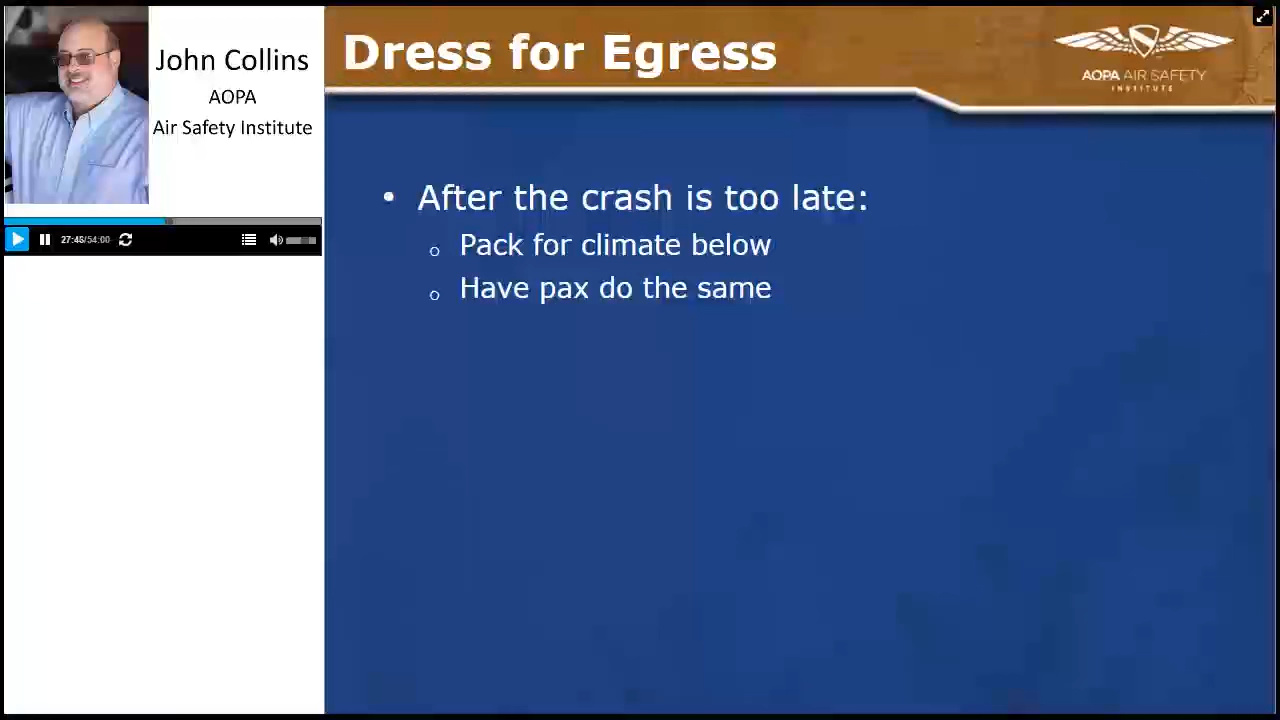 John Collins
AOPA
Air Safety Institute
27:45/54:00
Dress for Egress
AOPA AIR SAFETY
INSTITUTE
• After the crash is too late:
o Pack for climate below
o Have pax do the same